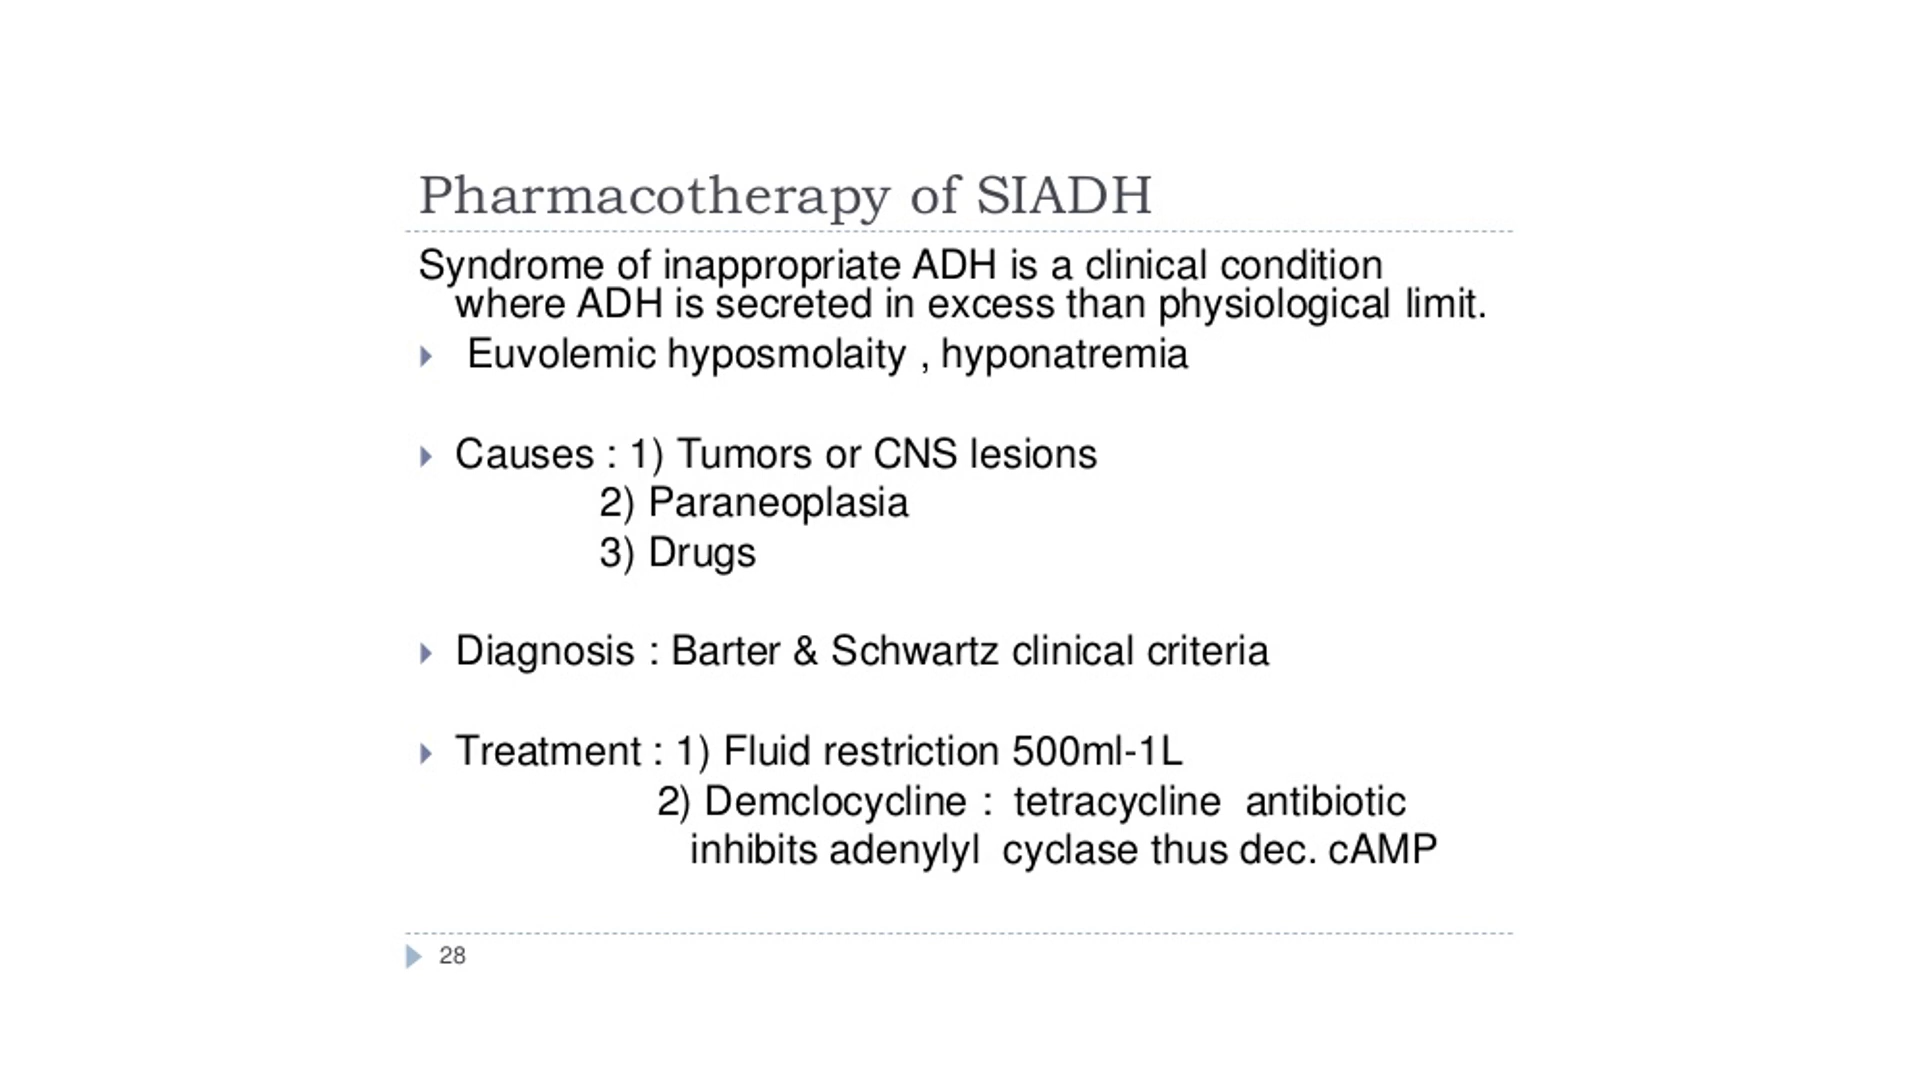 Pharmacotherapy of SIADH
Syndrome of inappropriate ADH is a clinical condition
where ADH is secreted in excess than physiological limit.
Euvolemic hyposmolaity , hyponatremia
Causes : 1) Tumors or CNS lesions
2) Paraneoplasia
3) Drugs
Diagnosis : Barter & Schwartz clinical criteria
Treatment : 1) Fluid restriction 500ml-1L
2) Demclocycline : tetracycline antibiotic
inhibits adenylyl cyclase thus dec. cAMP
28